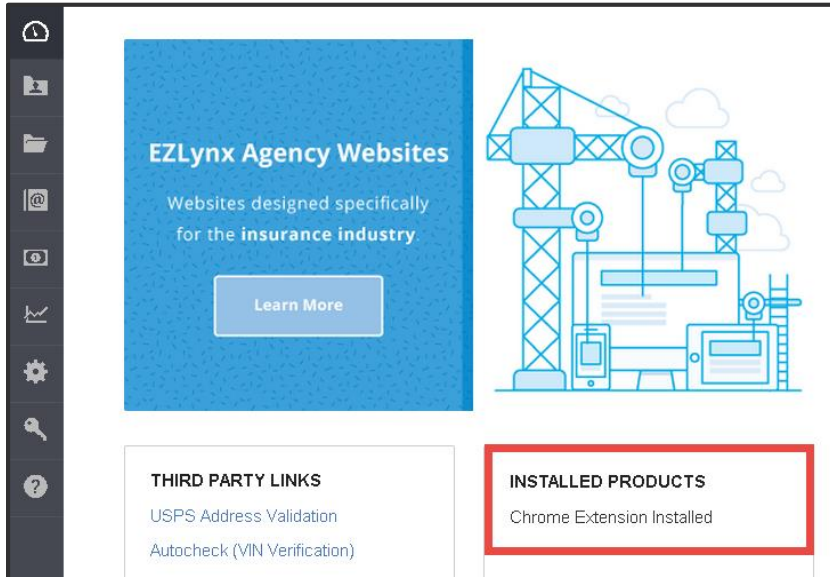 EZLynx Agency Websites
Websites designed specifically
for the insurance industry.
Learn More
THIRD PARTY LINKS
USPS Address Validation
Autocheck (VIN Verification)
INSTALLED PRODUCTS
Chrome Extension Installed